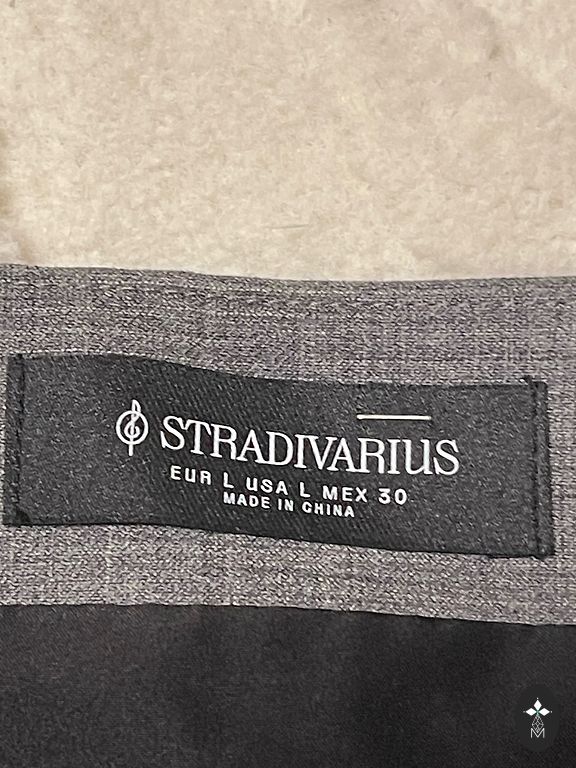 STRADIVARIUS
EUR L USA L MEX 30
MADE IN CHINA
M